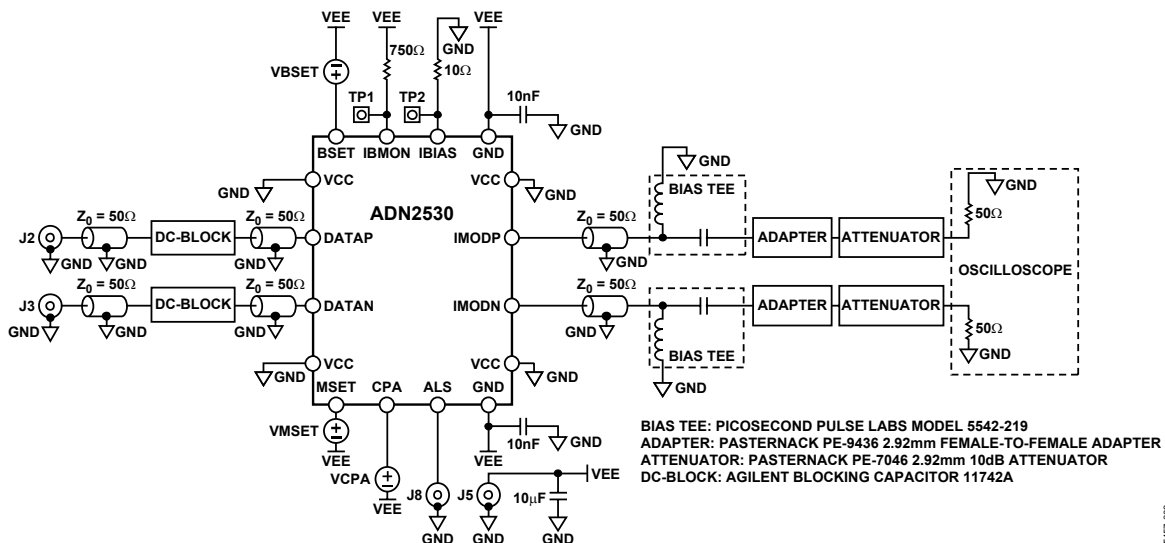 VEE VEE VEE
GND
750Ω
10Ω
VBSET
TP1 TP2
10nF
GND
BSET IBMON IBIAS GND
GND VCC
VCC GND
ADN2530
J2
GND
Z0 = 50Ω
GND
DC-BLOCK
Z0 = 50Ω
GND
DATAP
J3
GND
Z0 = 50Ω
GND
DC-BLOCK
Z0 = 50Ω
GND
DATAN
IMODP
Z0 = 50Ω
GND
GND
BIAS TEE
ADAPTER ATTENUATOR
GND
50Ω
OSCILLOSCOPE
IMODN
Z0 = 50Ω
GND
BIAS TEE
GND
ADAPTER ATTENUATOR
50Ω
GND
GND VCC
VCC GND
MSET CPA ALS GND
VMSET
VEE
VCPA
VEE
J8
GND
10nF
GND
VEE
J5
GND
10µF
GND
VEE
BIAS TEE: PICOSECOND PULSE LABS MODEL 5542-219
ADAPTER: PASTERNACK PE-9436 2.92mm FEMALE-TO-FEMALE ADAPTER
ATTENUATOR: PASTERNACK PE-7046 2.92mm 10dB ATTENUATOR
DC-BLOCK: AGILENT BLOCKING CAPACITOR 11742A